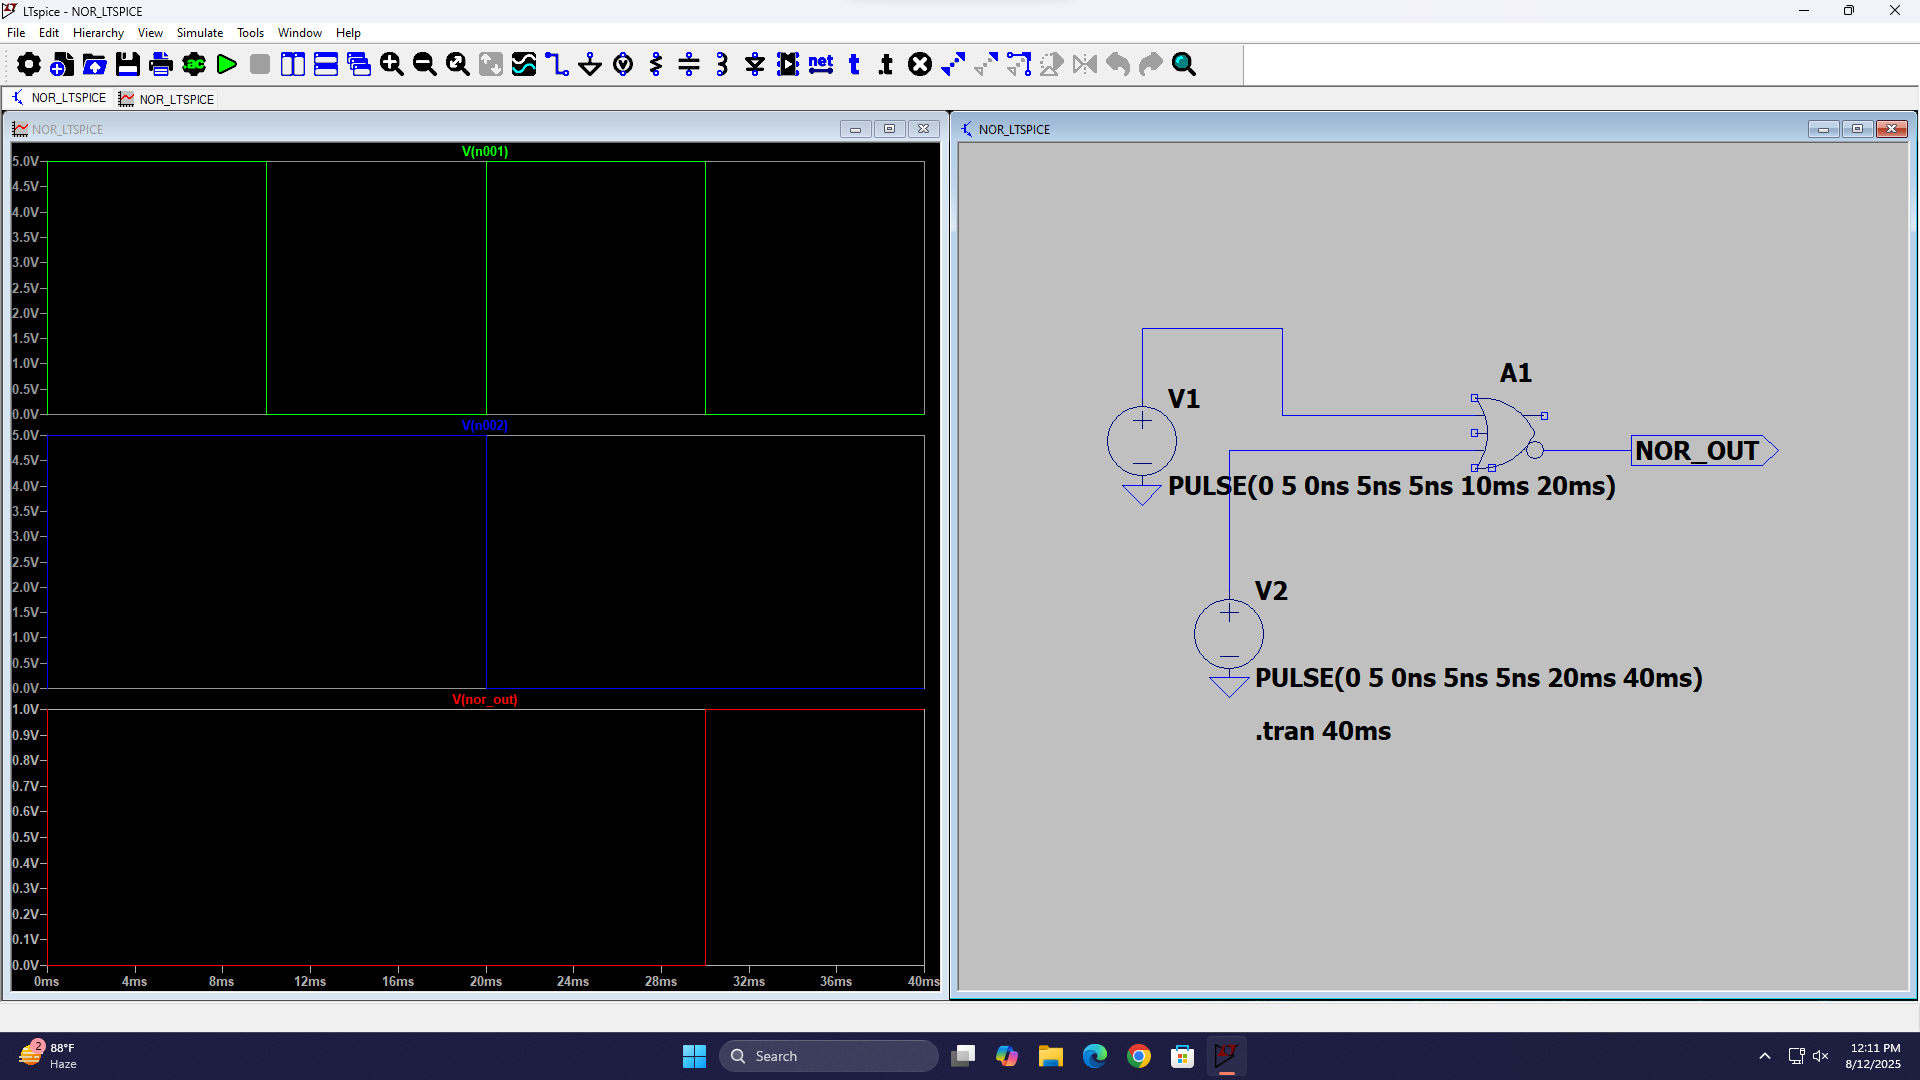 LTspice - NOR_LTSPICE
File Edit Hierarchy View Simulate Tools Window Help
ac net t .t
NOR_LTSPICE NOR_LTSPICE
NOR_LTSPICE
V(n001)
5.0V
4.5V
4.0V
3.5V
3.0V
2.5V
2.0V
1.5V
1.0V
0.5V
0.0V
V(n002)
5.0V
4.5V
4.0V
3.5V
3.0V
2.5V
2.0V
1.5V
1.0V
0.5V
0.0V
V(nor_out)
1.0V
0.9V
0.8V
0.7V
0.6V
0.5V
0.4V
0.3V
0.2V
0.1V
0.0V
0ms 4ms 8ms 12ms 16ms 20ms 24ms 28ms 32ms 36ms 40ms
NOR_LTSPICE
A1
V1
NOR_OUT
PULSE(0 5 0ns 5ns 5ns 10ms 20ms)
V2
PULSE(0 5 0ns 5ns 5ns 20ms 40ms)
.tran 40ms
2
88°F
Haze
Search
12:11 PM
8/12/2025